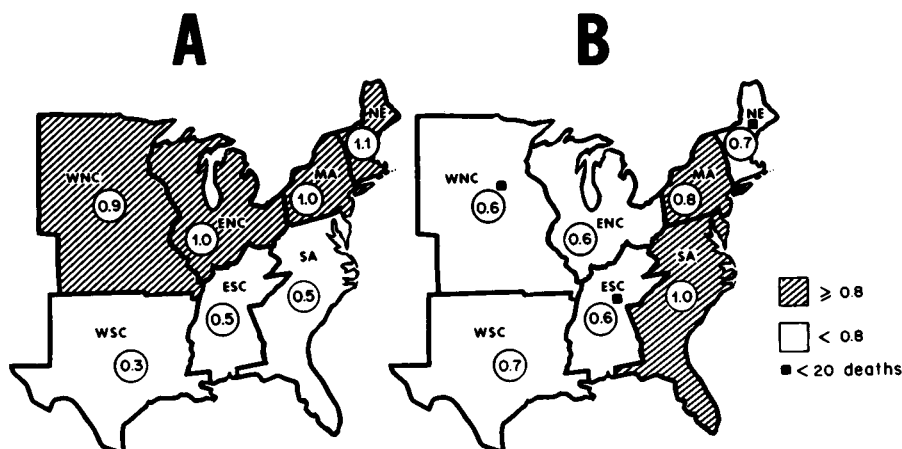 A
NE
1.1
WNC
0.9
MA
1.0
ENC
1.0
SA
0.5
ESC
0.5
WSC
0.3
B
NE
0.7
WNC
0.6
MA
0.8
ENC
0.6
SA
1.0
ESC
0.6
WSC
0.7
⩾ 0.8
< 0.8
< 20 deaths